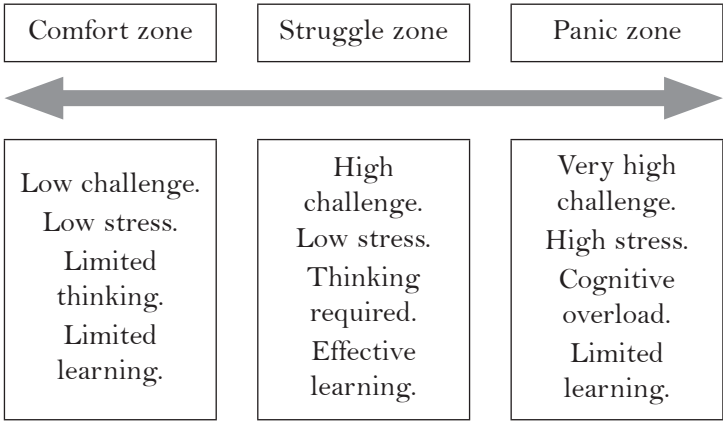 Comfort zone
Struggle zone
Panic zone
Low challenge.
Low stress.
Limited
thinking.
Limited
learning.
High
challenge.
Low stress.
Thinking
required.
Effective
learning.
Very high
challenge.
High stress.
Cognitive
overload.
Limited
learning.